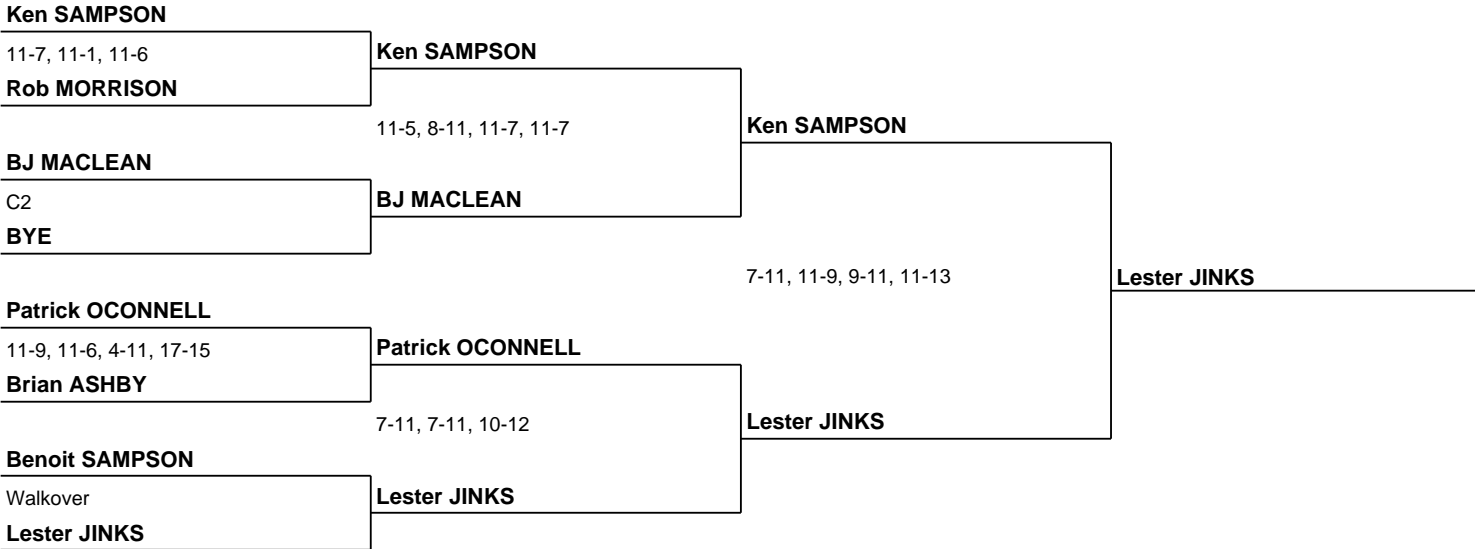 Ken SAMPSON
11-7, 11-1, 11-6
Rob MORRISON
BJ MACLEAN
C2
BYE
Patrick OCONNELL
11-9, 11-6, 4-11, 17-15
Brian ASHBY
Benoit SAMPSON
Walkover
Lester JINKS
Ken SAMPSON
11-5, 8-11, 11-7, 11-7
BJ MACLEAN
Patrick OCONNELL
7-11, 7-11, 10-12
Lester JINKS
Ken SAMPSON
7-11, 11-9, 9-11, 11-13
Lester JINKS
Lester JINKS